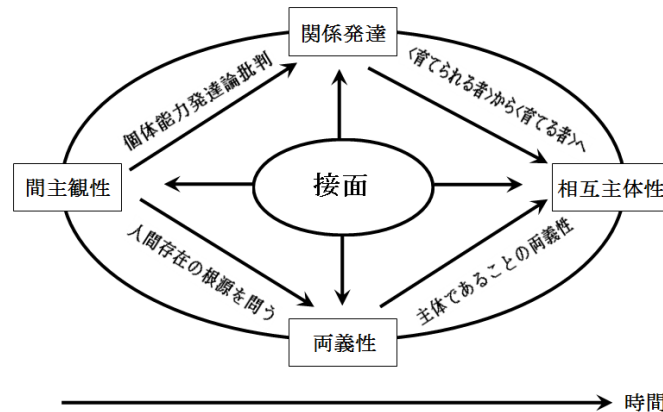 関係発達
個体能力発達論批判
〈育てられる者〉から〈育てる者〉へ
間主観性
接面
相互主体性
人間存在の根源を問う
主体であることの両義性
両義性
時間